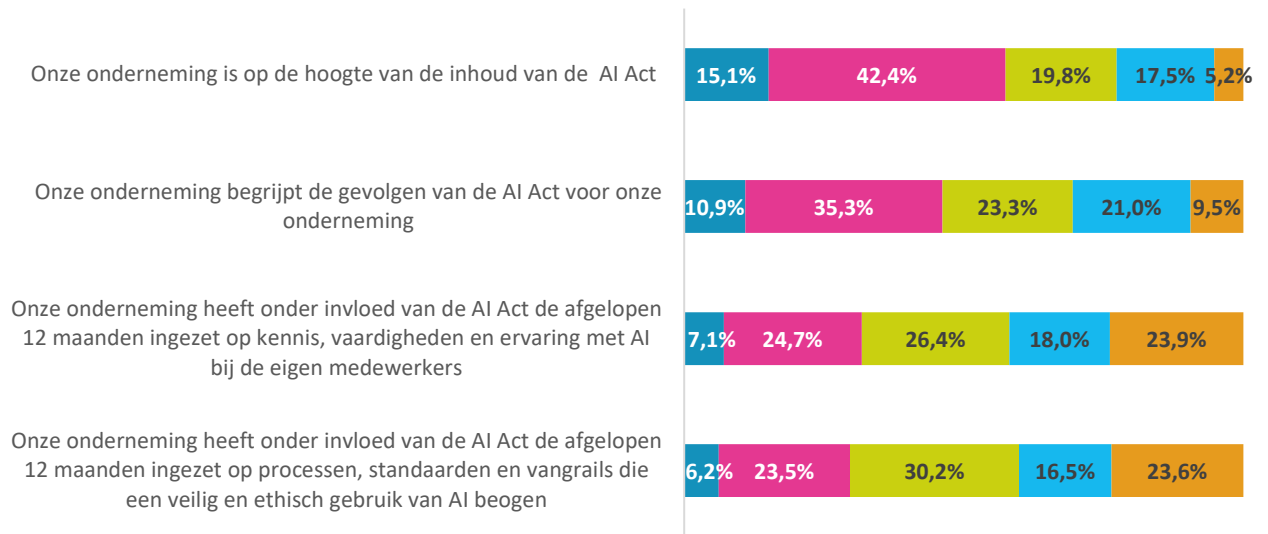 Onze onderneming is op de hoogte van de inhoud van de AI Act
15,1% 42,4% 19,8% 17,5% 5,2%
Onze onderneming begrijpt de gevolgen van de AI Act voor onze
onderneming
10,9% 35,3% 23,3% 21,0% 9,5%
Onze onderneming heeft onder invloed van de AI Act de afgelopen
12 maanden ingezet op kennis, vaardigheden en ervaring met AI
bij de eigen medewerkers
7,1% 24,7% 26,4% 18,0% 23,9%
Onze onderneming heeft onder invloed van de AI Act de afgelopen
12 maanden ingezet op processen, standaarden en vangrails die
een veilig en ethisch gebruik van AI beogen
6,2% 23,5% 30,2% 16,5% 23,6%